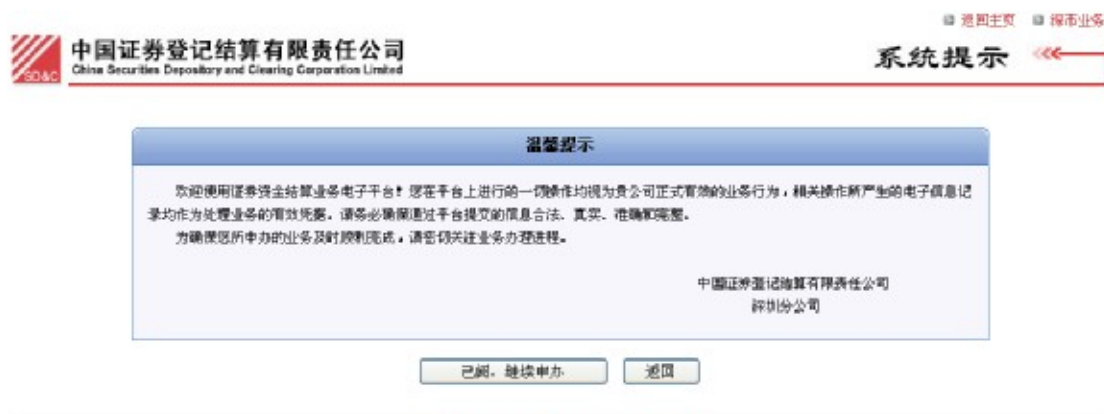 返回主页 深市业务
中国证券登记结算有限责任公司
China Securities Depository and Clearing Corporation Limited
SD&C
系统提示
温馨提示
欢迎使用证券资金结算业务电子平台！您在平台上进行的一切操作均视为贵公司正式有效的业务行为，相关操作所产生的电子信息记
录均作为处理业务的有效凭据。请务必确保通过平台提交的信息合法、真实、准确和完整。
为确保您所申办的业务及时顺利完成，请密切关注业务办理进程。
中国证券登记结算有限责任公司
深圳分公司
已阅，继续申办 返回